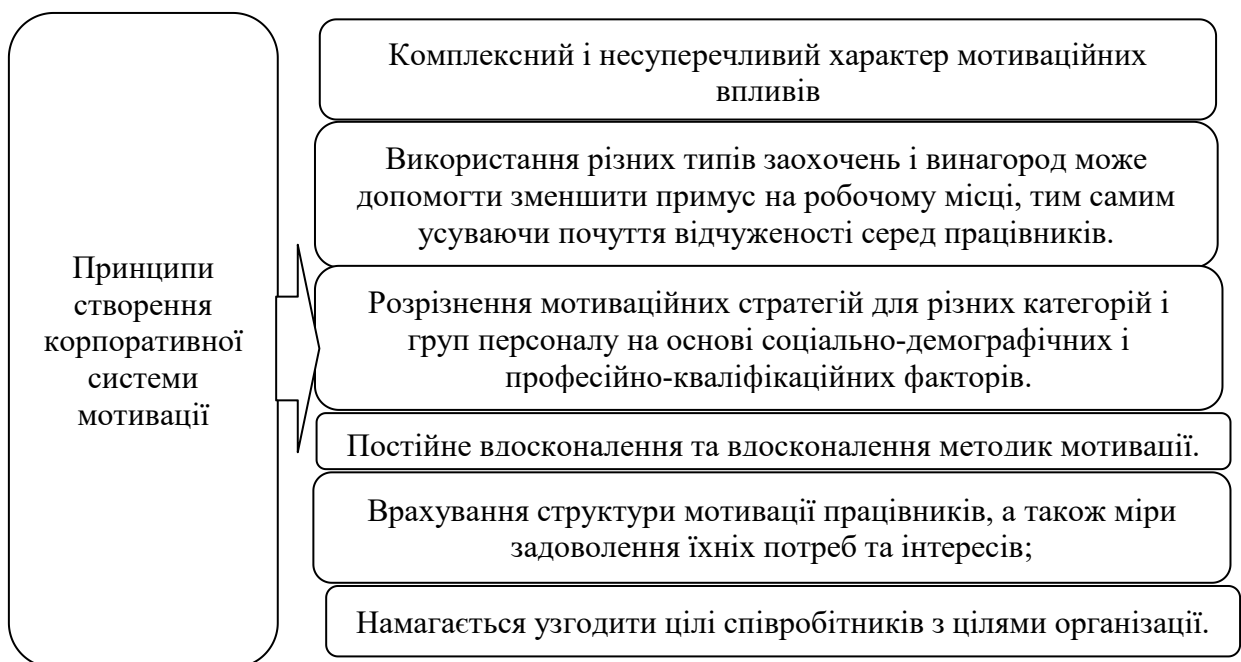 Принципи
створення
корпоративної
системи
мотивації
Комплексний і несуперечливий характер мотиваційних
впливів
Використання різних типів заохочень і винагород може
допомогти зменшити примус на робочому місці, тим самим
усуваючи почуття відчуженості серед працівників.
Розрізнення мотиваційних стратегій для різних категорій і
груп персоналу на основі соціально-демографічних і
професійно-кваліфікаційних факторів.
Постійне вдосконалення та вдосконалення методик мотивації.
Врахування структури мотивації працівників, а також міри
задоволення їхніх потреб та інтересів;
Намагається узгодити цілі співробітників з цілями організації.